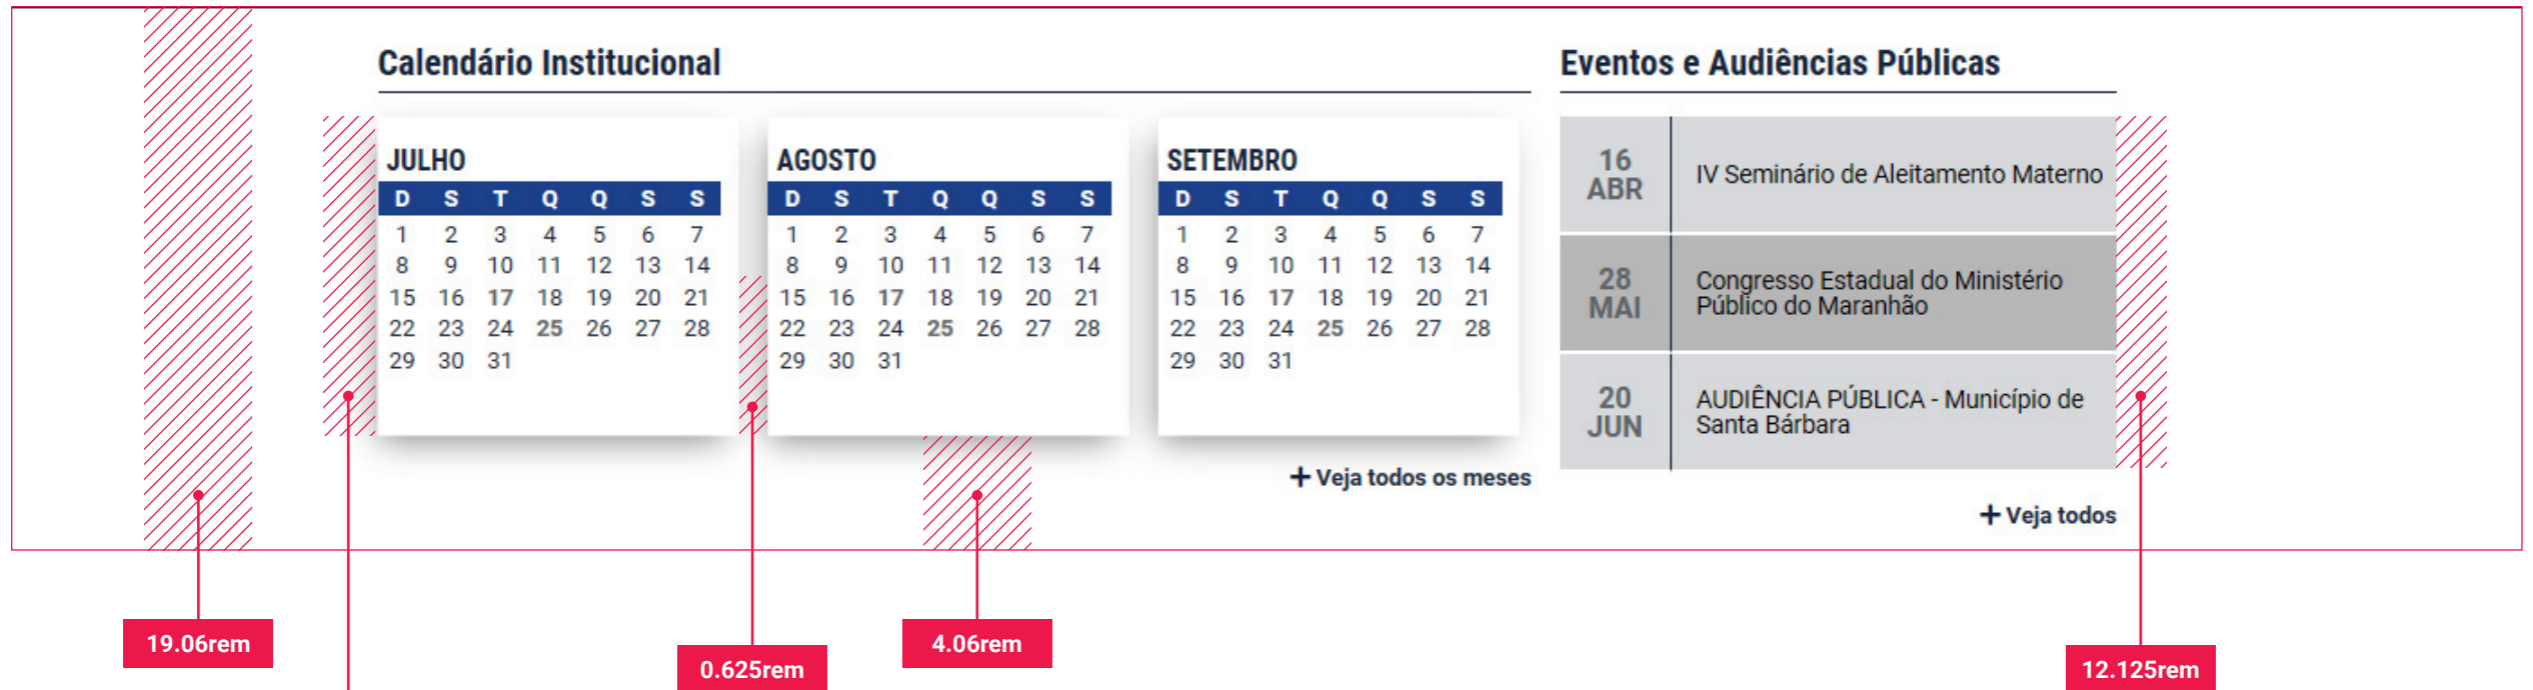 Calendário Institucional
JULHO
D S T Q Q S S
1 2 3 4 5 6 7
8 9 10 11 12 13 14
15 16 17 18 19 20 21
22 23 24 25 26 27 28
29 30 31
AGOSTO
D S T Q Q S S
1 2 3 4 5 6 7
8 9 10 11 12 13 14
15 16 17 18 19 20 21
22 23 24 25 26 27 28
29 30 31
SETEMBRO
D S T Q Q S S
1 2 3 4 5 6 7
8 9 10 11 12 13 14
15 16 17 18 19 20 21
22 23 24 25 26 27 28
29 30 31
+ Veja todos os meses
Eventos e Audiências Públicas
16
ABR
IV Seminário de Aleitamento Materno
28
MAI
Congresso Estadual do Ministério
Público do Maranhão
20
JUN
AUDIÊNCIA PÚBLICA - Município de
Santa Bárbara
+ Veja todos
19.06rem
0.625rem
4.06rem
12.125rem